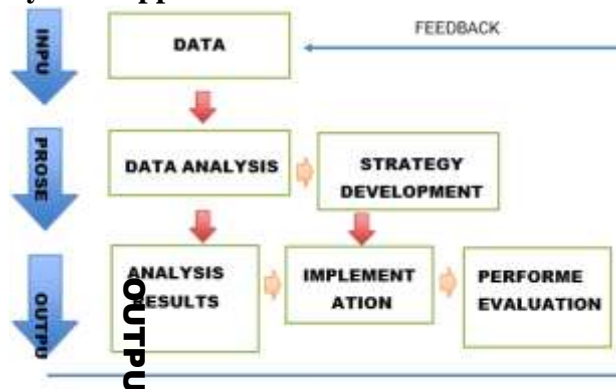 FEEDBACK
INPU
DATA
PROSE
DATA ANALYSIS
STRATEGY
DEVELOPMENT
OUTPU
ANALYSIS
RESULTS
OUTPU
IMPLEMENT
ATION
PERFORME
EVALUATION